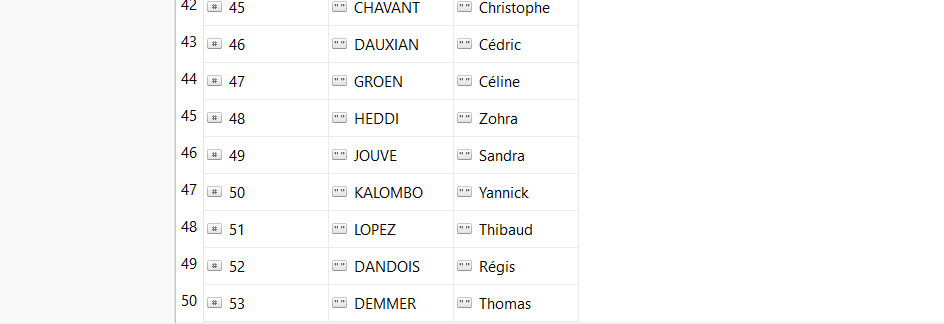 42 # 45 "" CHAVANT "" Christophe
43 # 46 "" DAUXIAN "" Cédric
44 # 47 "" GROEN "" Céline
45 # 48 "" HEDDI "" Zohra
46 # 49 "" JOUVE "" Sandra
47 # 50 "" KALOMBO "" Yannick
48 # 51 "" LOPEZ "" Thibaud
49 # 52 "" DANDOIS "" Régis
50 # 53 "" DEMMER "" Thomas